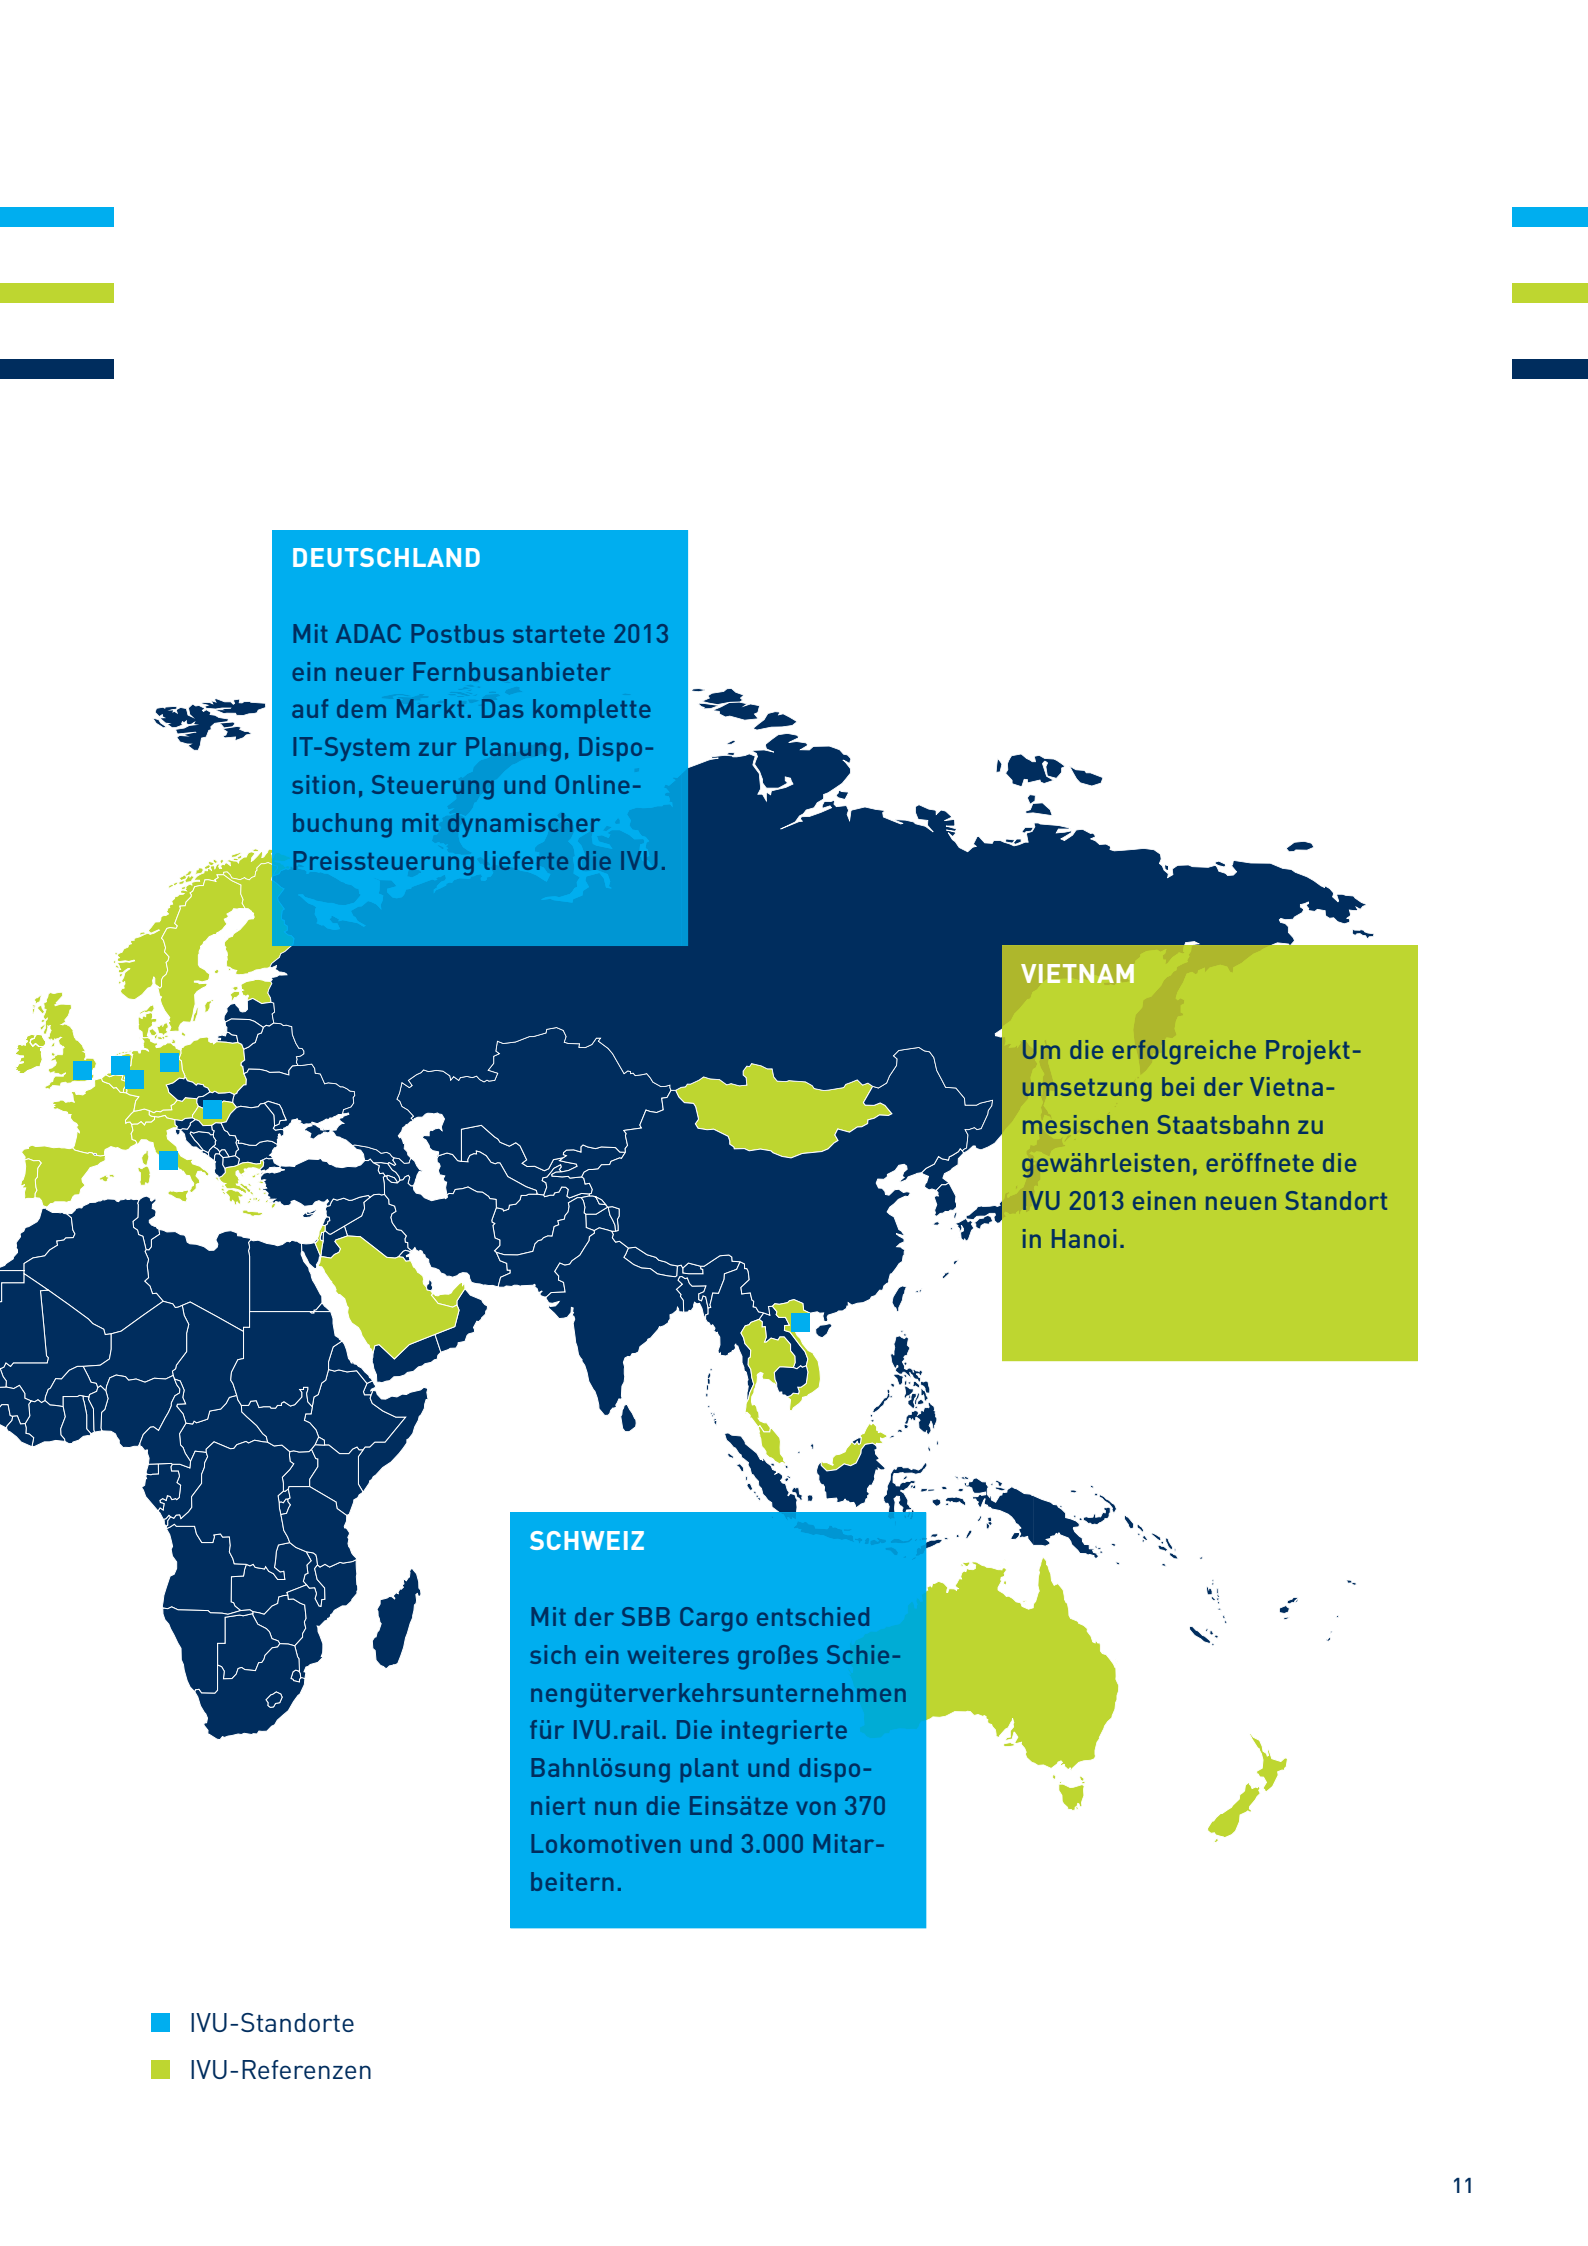 DEUTSCHLAND
Mit ADAC Postbus startete 2013
ein neuer Fernbusanbieter
auf dem Markt. Das komplette
IT-System zur Planung, Dispo-
sition, Steuerung und Online-
buchung mit dynamischer
Preissteuerung lieferte die IVU.
VIETNAM
Um die erfolgreiche Projekt-
umsetzung bei der Vietna-
mesischen Staatsbahn zu
gewährleisten, eröffnete die
IVU 2013 einen neuen Standort
in Hanoi.
SCHWEIZ
Mit der SBB Cargo entschied
sich ein weiteres großes Schie-
nengüterverkehrsunternehmen
für IVU.rail. Die integrierte
Bahnlösung plant und dispo-
niert nun die Einsätze von 370
Lokomotiven und 3.000 Mitar-
beitern.
IVU-Standorte
IVU-Referenzen
11